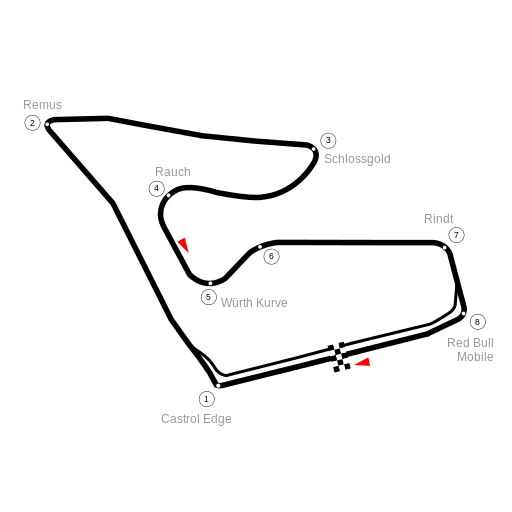 Remus
2
3
Schlossgold
Rauch
4
Rindt
7
6
5
Würth Kurve
8
Red Bull
Mobile
1
Castrol Edge